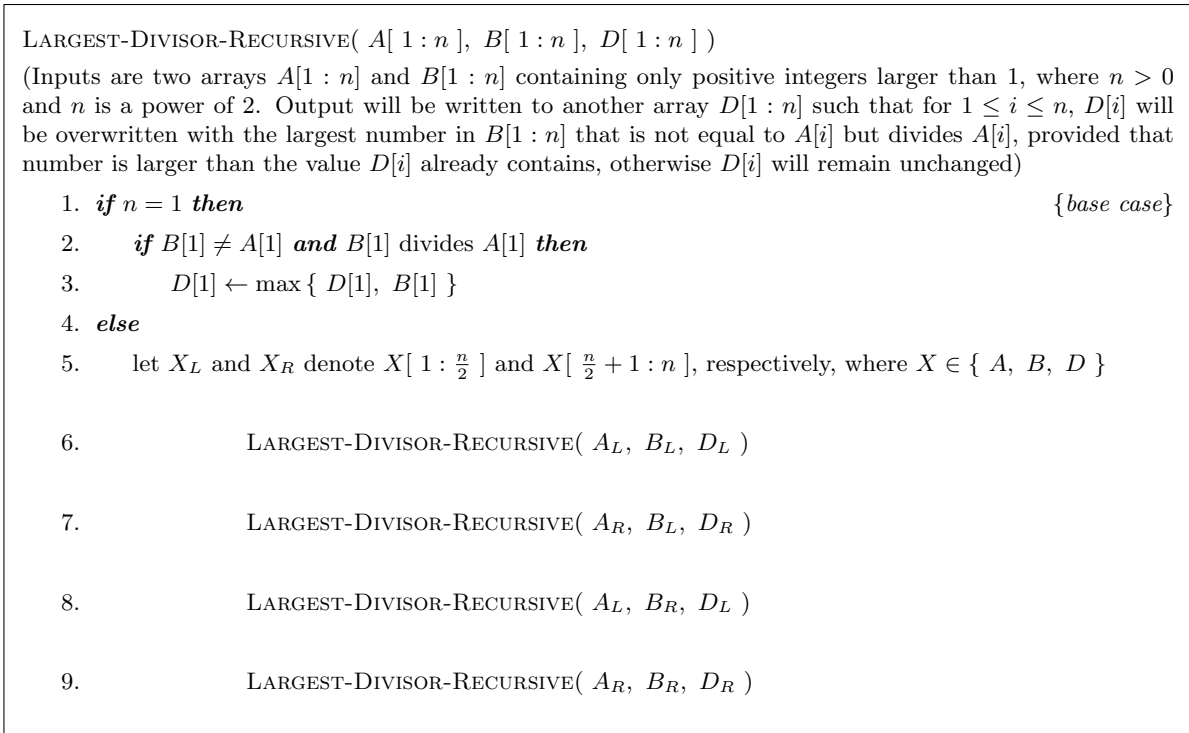 LARGEST-DIVISOR-RECURSIVE( A[ 1 : n ], B[ 1 : n ], D[ 1 : n ] )
(Inputs are two arrays A[1 : n] and B[1 : n] containing only positive integers larger than 1, where n > 0
and n is a power of 2. Output will be written to another array D[1 : n] such that for 1 ≤ i ≤ n, D[i] will
be overwritten with the largest number in B[1 : n] that is not equal to A[i] but divides A[i], provided that
number is larger than the value D[i] already contains, otherwise D[i] will remain unchanged)
1. if n = 1 then {base case}
2. if B[1] ≠ A[1] and B[1] divides A[1] then
3. D[1] ← max { D[1], B[1] }
4. else
5. let X_L and X_R denote X[ 1 : n/2 ] and X[ n/2 + 1 : n ], respectively, where X ∈ { A, B, D }
6. LARGEST-DIVISOR-RECURSIVE( A_L, B_L, D_L )
7. LARGEST-DIVISOR-RECURSIVE( A_R, B_L, D_R )
8. LARGEST-DIVISOR-RECURSIVE( A_L, B_R, D_L )
9. LARGEST-DIVISOR-RECURSIVE( A_R, B_R, D_R )